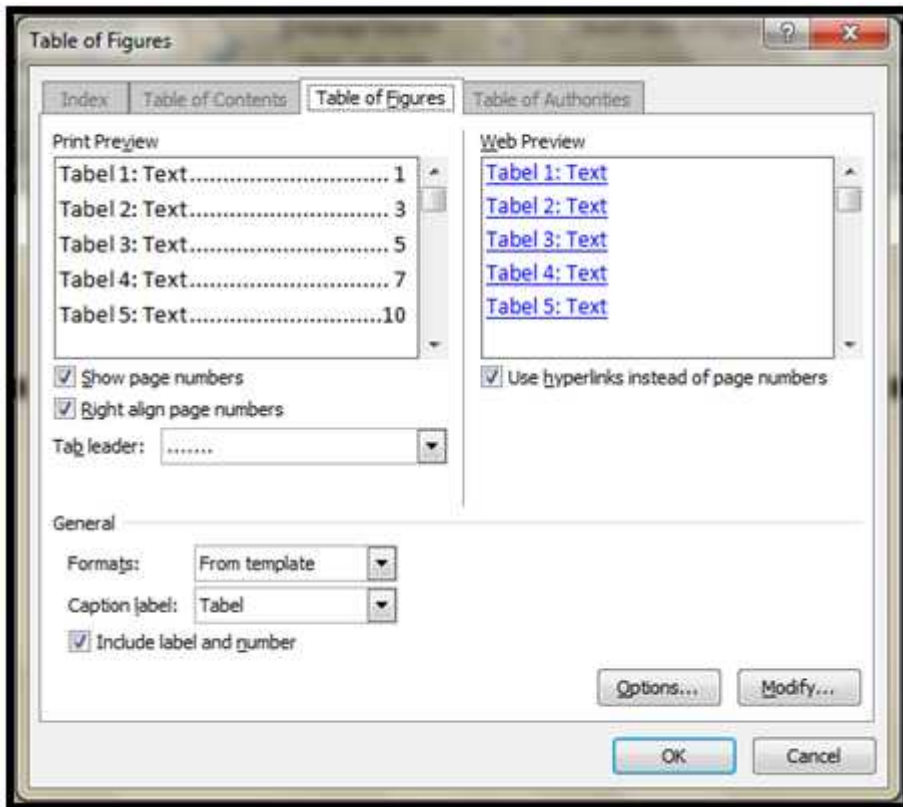 Table of Figures
Index
Table of Contents
Table of Figures
Table of Authorities
Print Preview
Tabel 1: Text............................... 1
Tabel 2: Text............................... 3
Tabel 3: Text............................... 5
Tabel 4: Text............................... 7
Tabel 5: Text..............................10
Show page numbers
Right align page numbers
Tab leader: .......
Web Preview
Tabel 1: Text
Tabel 2: Text
Tabel 3: Text
Tabel 4: Text
Tabel 5: Text
Use hyperlinks instead of page numbers
General
Formats: From template
Caption label: Tabel
Include label and number
Options... Modify...
OK Cancel